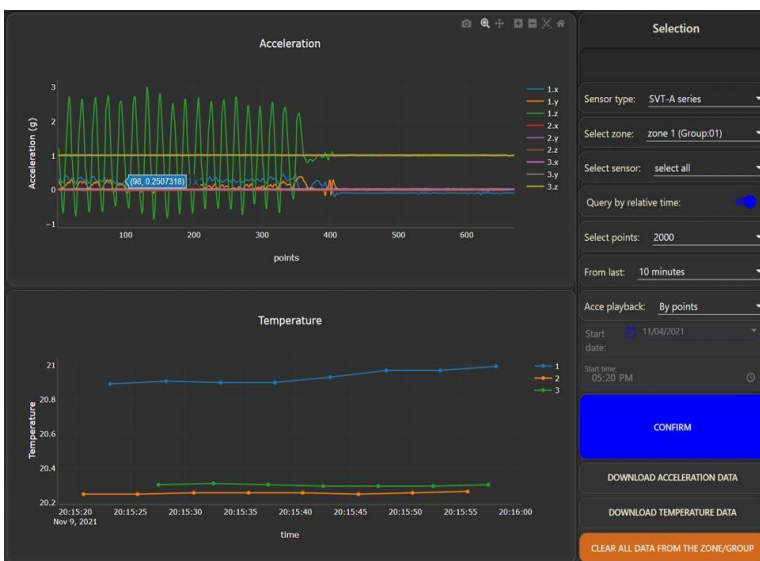 Acceleration
3
2
1
0
−1
Acceleration (g)
(98, 0.2507318)
100
200
300
400
500
600
points
1.x
1.y
1.z
2.x
2.y
2.z
3.x
3.y
3.z
Temperature
21
20.8
20.6
20.4
20.2
Temperature
20:15:20
20:15:25
20:15:30
20:15:35
20:15:40
20:15:45
20:15:50
20:15:55
20:16:00
Nov 9, 2021
time
1
2
3
Selection
Sensor type: SVT-A series
Select zone: zone 1 (Group:01)
Select sensor: select all
Query by relative time:
Select points: 2000
From last: 10 minutes
Acce playback: By points
Start date: 11/04/2021
Start time
05:20 PM
CONFIRM
DOWNLOAD ACCELERATION DATA
DOWNLOAD TEMPERATURE DATA
CLEAR ALL DATA FROM THE ZONE/GROUP